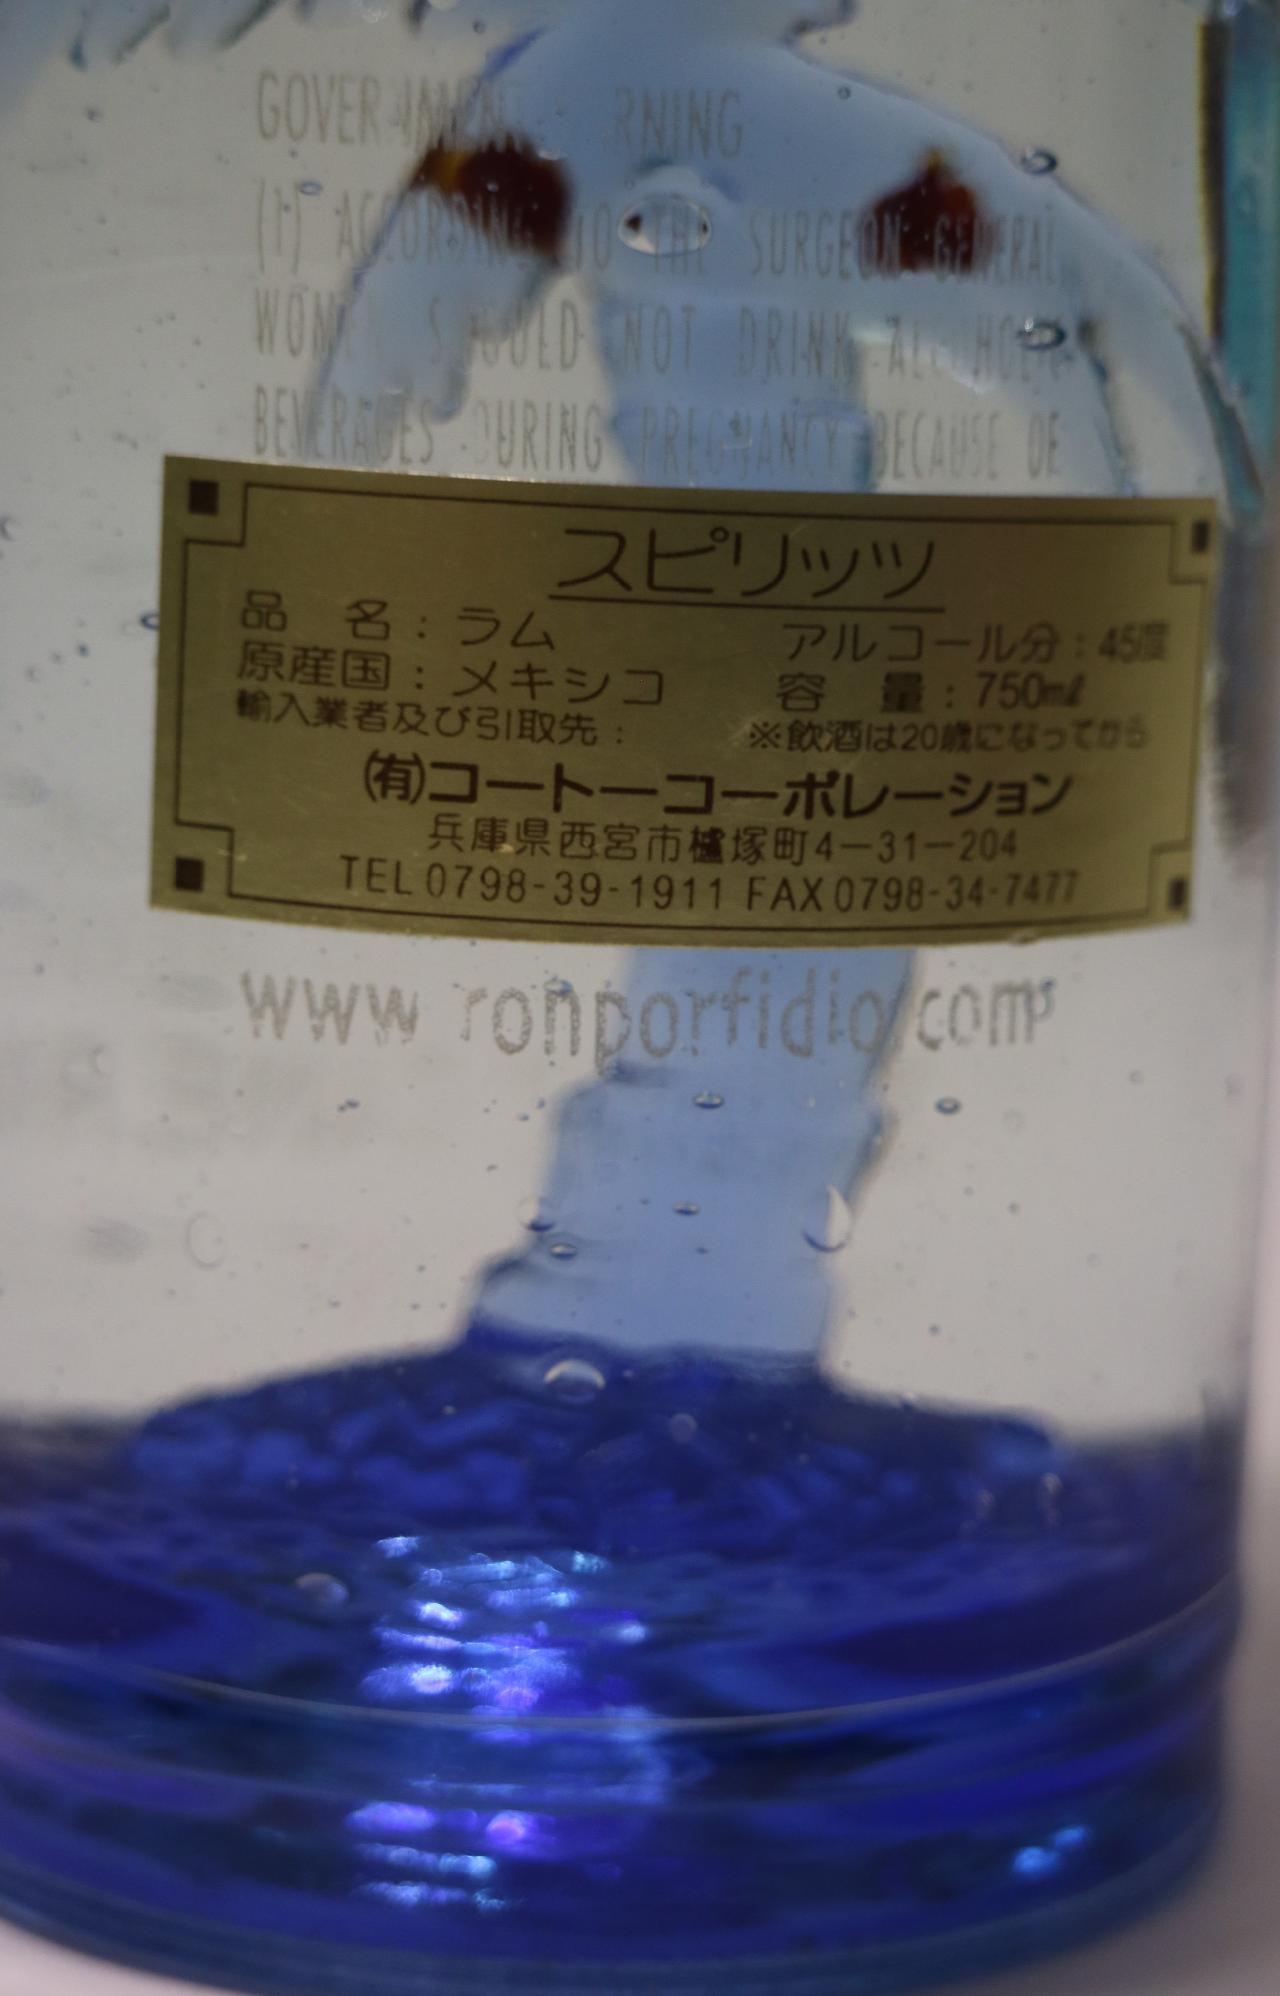 GOVERNMENT WARNING
(1) ACCORDING TO THE SURGEON GENERAL,
WOMEN SHOULD NOT DRINK ALCOHOLIC
BEVERAGES DURING PREGNANCY BECAUSE OF
スピリッツ
品 名：ラム アルコール分：45度
原産国：メキシコ 容 量：750mℓ
輸入業者及び引取先： ※飲酒は20歳になってから
㈲コートーコーポレーション
兵庫県西宮市櫨塚町4－31－204
TEL 0798-39-1911 FAX 0798-34-7477
www ronporfidio.com